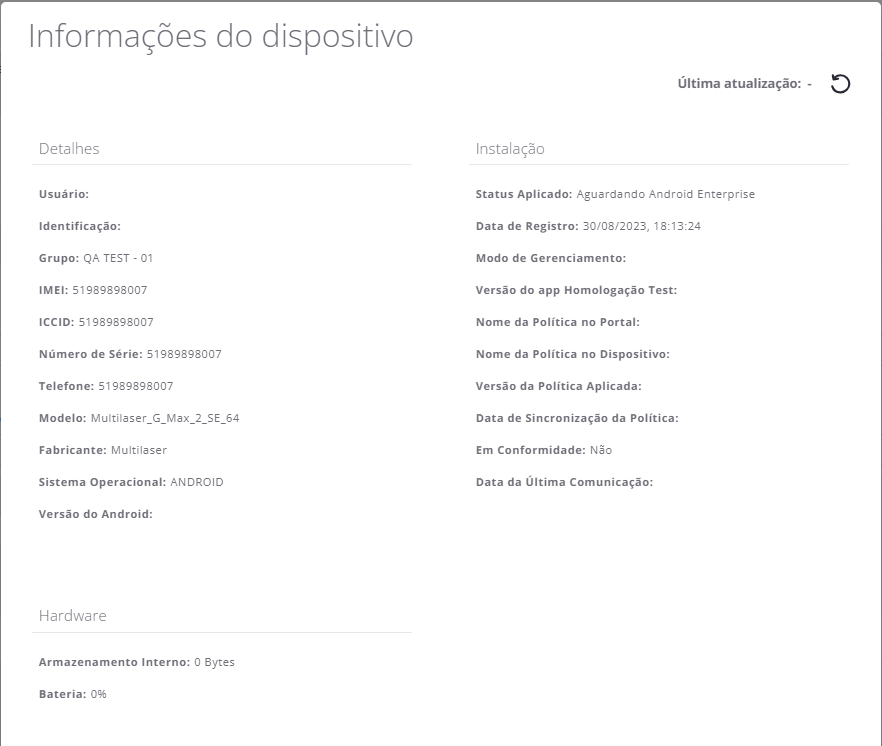 Informações do dispositivo
Última atualização: -
Detalhes
Usuário:
Identificação:
Grupo: QA TEST - 01
IMEI: 51989898007
ICCID: 51989898007
Número de Série: 51989898007
Telefone: 51989898007
Modelo: Multilaser_G_Max_2_SE_64
Fabricante: Multilaser
Sistema Operacional: ANDROID
Versão do Android:
Instalação
Status Aplicado: Aguardando Android Enterprise
Data de Registro: 30/08/2023, 18:13:24
Modo de Gerenciamento:
Versão do app Homologação Test:
Nome da Política no Portal:
Nome da Política no Dispositivo:
Versão da Política Aplicada:
Data de Sincronização da Política:
Em Conformidade: Não
Data da Última Comunicação:
Hardware
Armazenamento Interno: 0 Bytes
Bateria: 0%